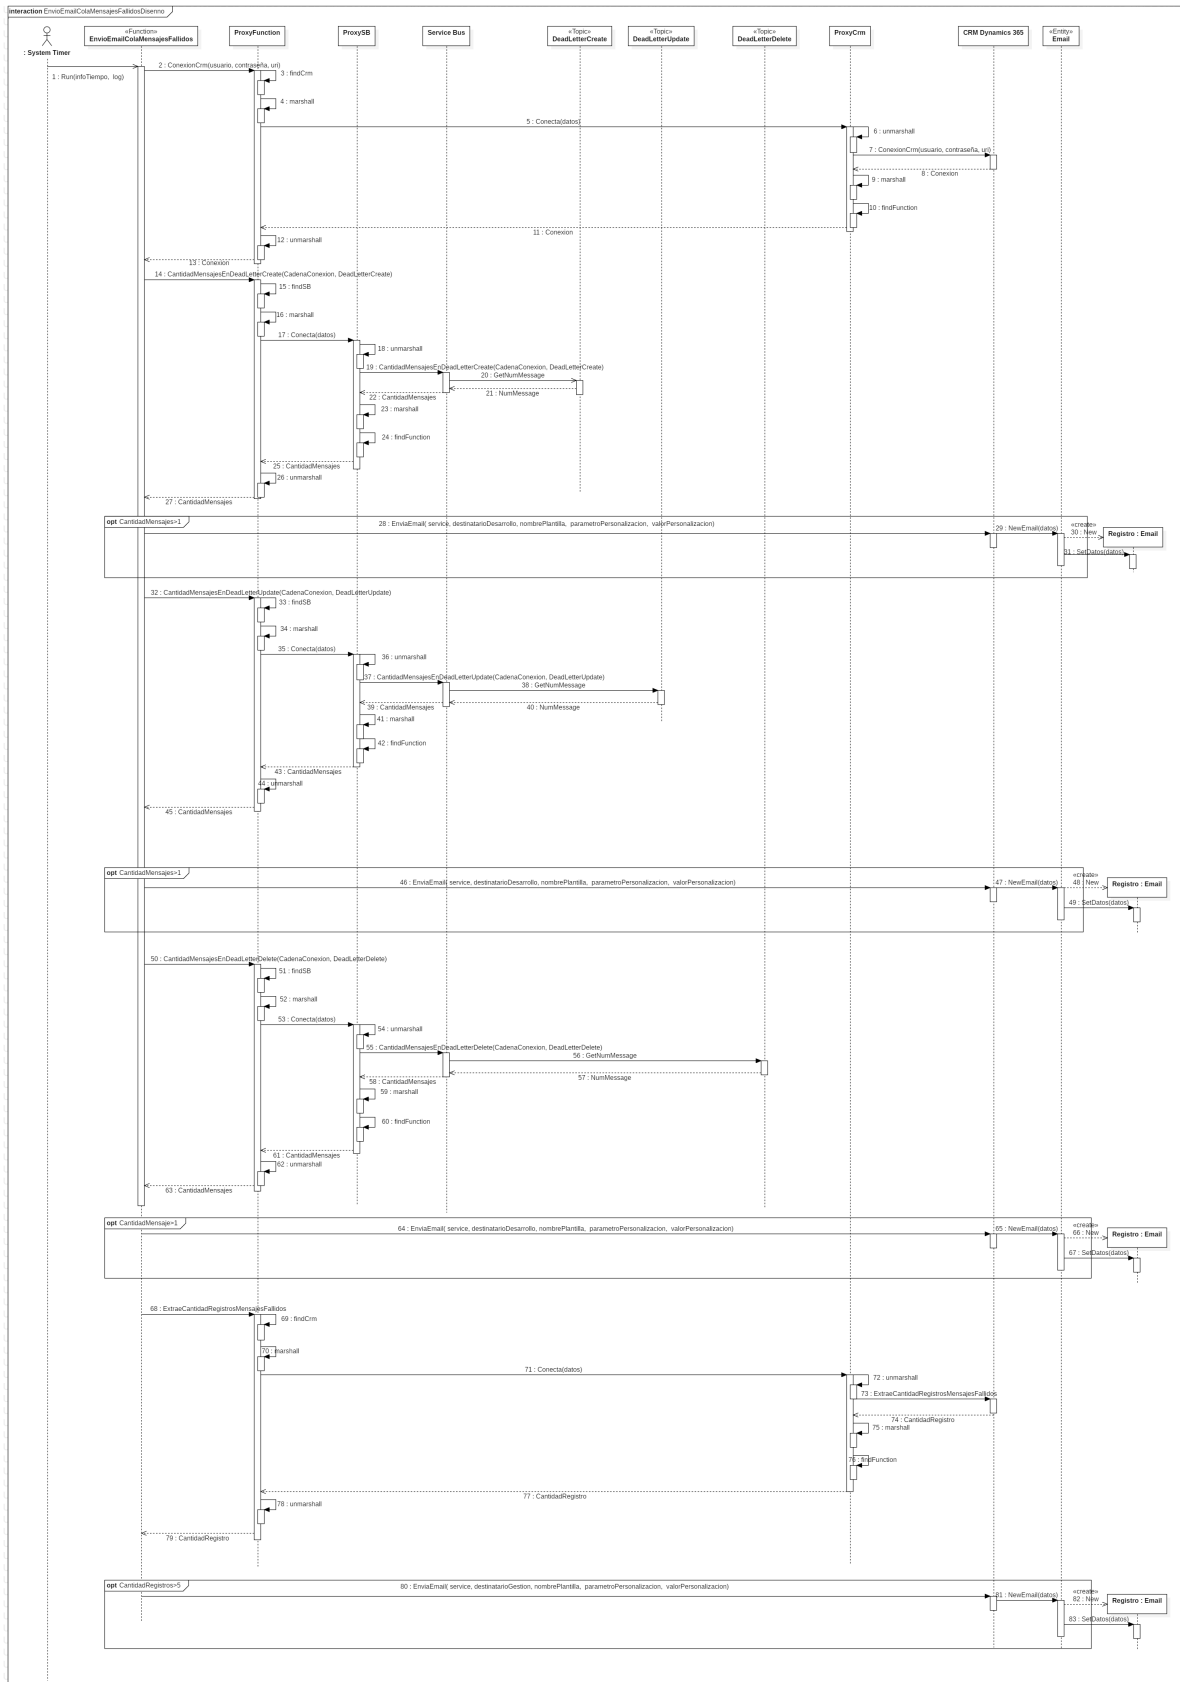 interaction EnvioEmailColaMensajesFallidosDisenno
: System Timer
«Function»
EnvioEmailColaMensajesFallidos
ProxyFunction
ProxySB
Service Bus
«Topic»
DeadLetterCreate
«Topic»
DeadLetterUpdate
«Topic»
DeadLetterDelete
ProxyCrm
CRM Dynamics 365
«Entity»
Email
1 : Run(infoTiempo, log)
2 : ConexionCrm(usuario, contraseña, uri)
3 : findCrm
4 : marshall
5 : Conecta(datos)
6 : unmarshall
7 : ConexionCrm(usuario, contraseña, uri)
8 : Conexion
9 : marshall
10 : findFunction
11 : Conexion
12 : unmarshall
13 : Conexion
14 : CantidadMensajesEnDeadLetterCreate(CadenaConexion, DeadLetterCreate)
15 : findSB
16 : marshall
17 : Conecta(datos)
18 : unmarshall
19 : CantidadMensajesEnDeadLetterCreate(CadenaConexion, DeadLetterCreate)
20 : GetNumMessage
21 : NumMessage
22 : CantidadMensajes
23 : marshall
24 : findFunction
25 : CantidadMensajes
26 : unmarshall
27 : CantidadMensajes
opt CantidadMensajes>1
28 : EnviaEmail( service, destinatarioDesarrollo, nombrePlantilla, parametroPersonalizacion, valorPersonalizacion)
29 : NewEmail(datos)
«create»
30 : New
Registro : Email
31 : SetDatos(datos)
32 : CantidadMensajesEnDeadLetterUpdate(CadenaConexion, DeadLetterUpdate)
33 : findSB
34 : marshall
35 : Conecta(datos)
36 : unmarshall
37 : CantidadMensajesEnDeadLetterUpdate(CadenaConexion, DeadLetterUpdate)
38 : GetNumMessage
39 : CantidadMensajes
40 : NumMessage
41 : marshall
42 : findFunction
43 : CantidadMensajes
44 : unmarshall
45 : CantidadMensajes
opt CantidadMensajes>1
46 : EnviaEmail( service, destinatarioDesarrollo, nombrePlantilla, parametroPersonalizacion, valorPersonalizacion)
47 : NewEmail(datos)
«create»
48 : New
Registro : Email
49 : SetDatos(datos)
50 : CantidadMensajesEnDeadLetterDelete(CadenaConexion, DeadLetterDelete)
51 : findSB
52 : marshall
53 : Conecta(datos)
54 : unmarshall
55 : CantidadMensajesEnDeadLetterDelete(CadenaConexion, DeadLetterDelete)
56 : GetNumMessage
57 : NumMessage
58 : CantidadMensajes
59 : marshall
60 : findFunction
61 : CantidadMensajes
62 : unmarshall
63 : CantidadMensajes
opt CantidadMensaje>1
64 : EnviaEmail( service, destinatarioDesarrollo, nombrePlantilla, parametroPersonalizacion, valorPersonalizacion)
65 : NewEmail(datos)
«create»
66 : New
Registro : Email
67 : SetDatos(datos)
68 : ExtraeCantidadRegistrosMensajesFallidos
69 : findCrm
70 : marshall
71 : Conecta(datos)
72 : unmarshall
73 : ExtraeCantidadRegistrosMensajesFallidos
74 : CantidadRegistro
75 : marshall
76 : findFunction
77 : CantidadRegistro
78 : unmarshall
79 : CantidadRegistro
opt CantidadRegistros>5
80 : EnviaEmail( service, destinatarioGestion, nombrePlantilla, parametroPersonalizacion, valorPersonalizacion)
81 : NewEmail(datos)
«create»
82 : New
Registro : Email
83 : SetDatos(datos)